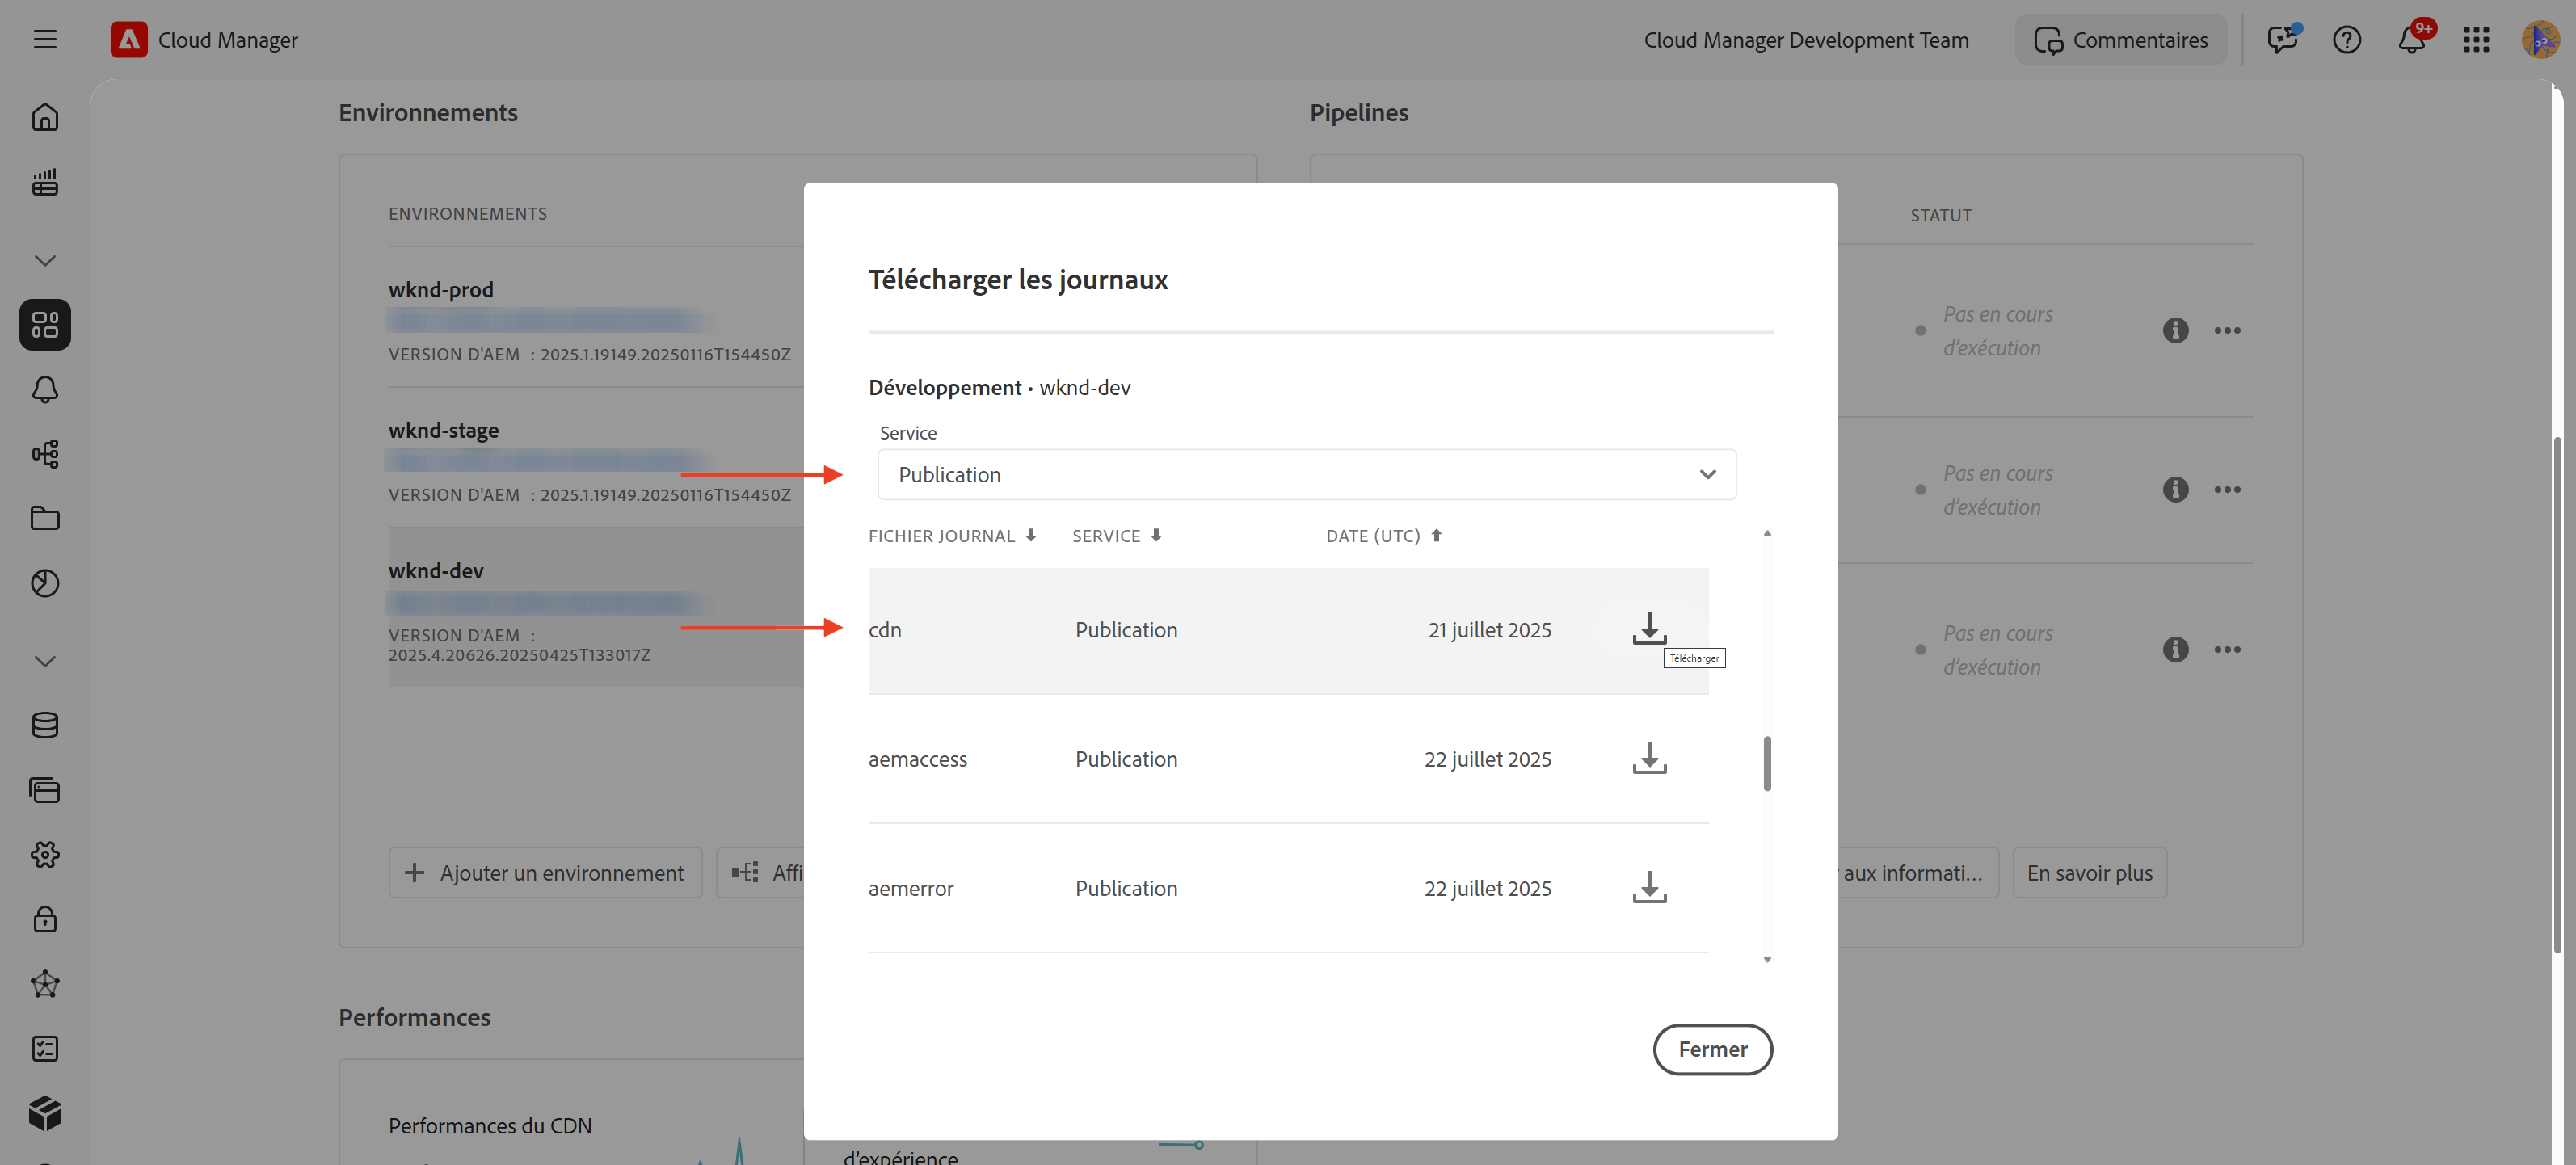 Cloud Manager
Cloud Manager Development Team
Commentaires
9+
Environnements
Pipelines
ENVIRONNEMENTS
STATUT
wknd-prod
VERSION D'AEM : 2025.1.19149.20250116T154450Z
wknd-stage
VERSION D'AEM : 2025.1.19149.20250116T154450Z
wknd-dev
VERSION D'AEM :
2025.4.20626.20250425T133017Z
Ajouter un environnement
Affi
Télécharger les journaux
Développement • wknd-dev
Service
Publication
FICHIER JOURNAL SERVICE DATE (UTC)
cdn Publication 21 juillet 2025
Télécharger
aemaccess Publication 22 juillet 2025
aemerror Publication 22 juillet 2025
Fermer
Pas en cours
d'exécution
Pas en cours
d'exécution
Pas en cours
d'exécution
aux informati...
En savoir plus
Performances
Performances du CDN
d'expérience